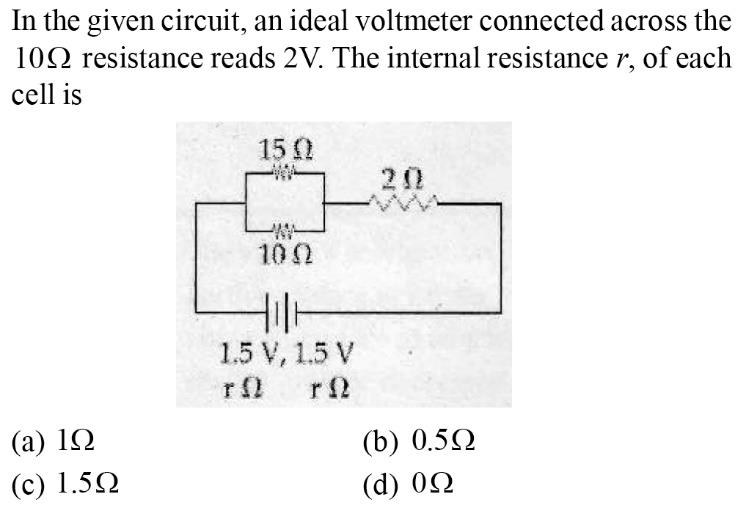 In the given circuit, an ideal voltmeter connected across the
10Ω resistance reads 2V. The internal resistance r, of each
cell is
15 Ω
2 Ω
10 Ω
1.5 V, 1.5 V
r Ω r Ω
(a) 1Ω (b) 0.5Ω
(c) 1.5Ω (d) 0Ω